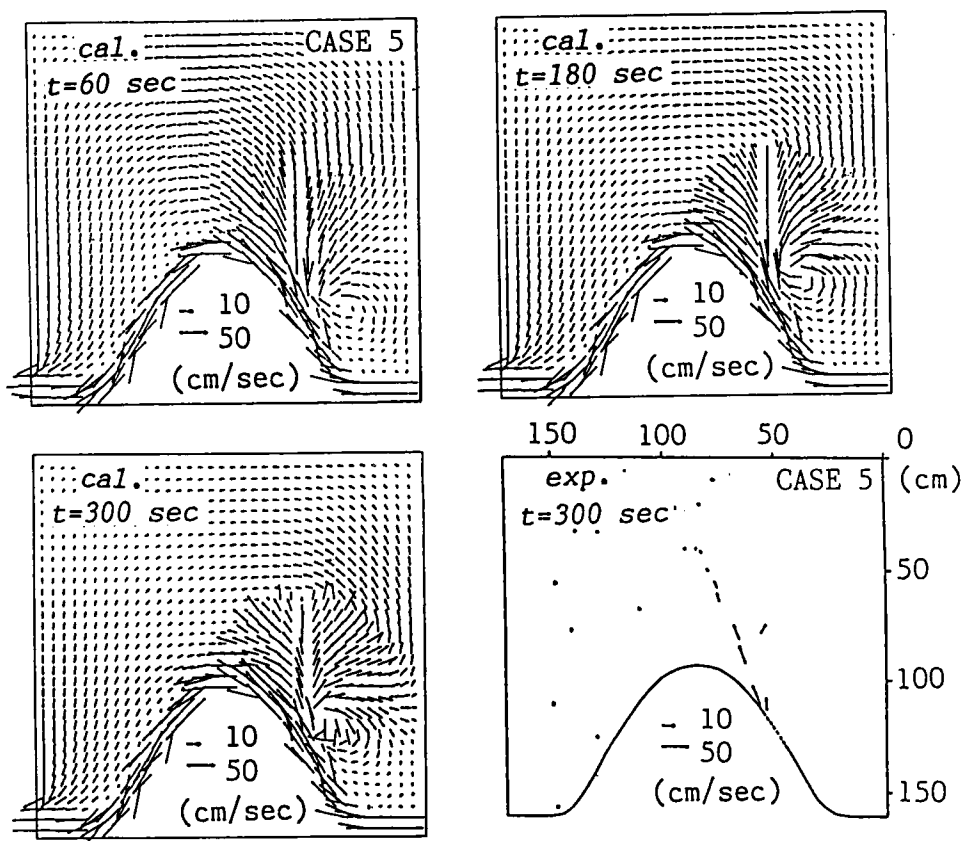 cal. CASE 5
t=60 sec
10
50
(cm/sec)
cal.
t=180 sec
10
50
(cm/sec)
cal.
t=300 sec
10
50
(cm/sec)
150 100 50 0
exp. CASE 5 (cm)
t=300 sec
50
100
150
10
50
(cm/sec)